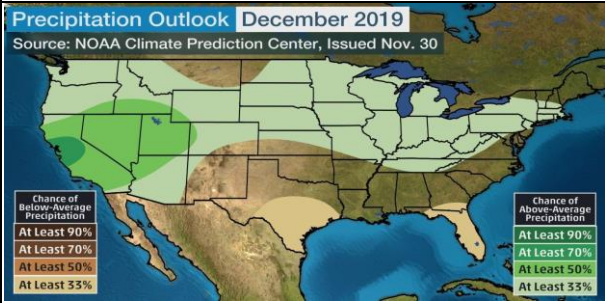 Precipitation Outlook December 2019
Source: NOAA Climate Prediction Center, Issued Nov. 30
Chance of
Below-Average
Precipitation
At Least 90%
At Least 70%
At Least 50%
At Least 33%
Chance of
Above-Average
Precipitation
At Least 90%
At Least 70%
At Least 50%
At Least 33%